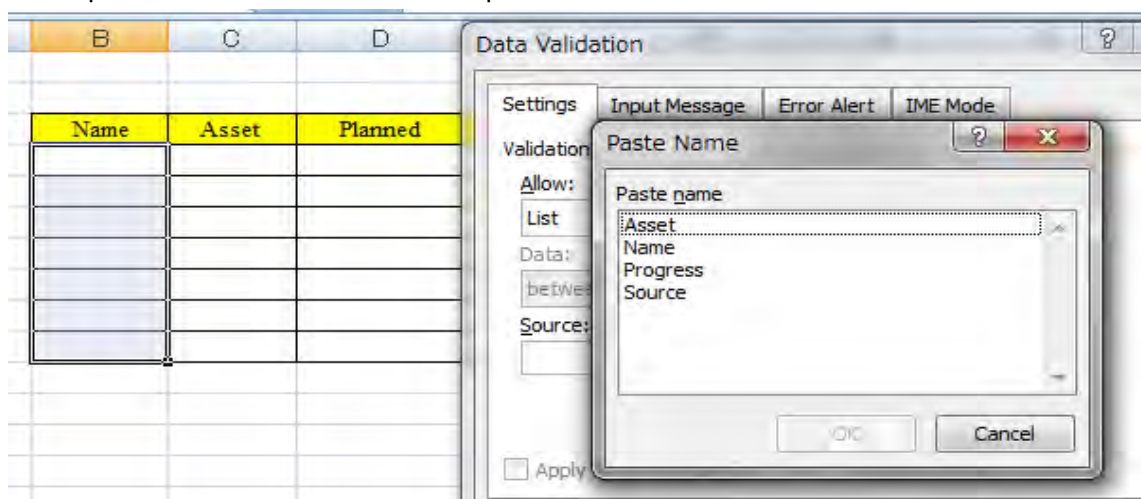 B C D
Data Validation
Settings Input Message Error Alert IME Mode
Name Asset Planned
Validation
Paste Name
Allow:
Paste name
List
Asset
Name
Data:
Progress
Source
Source:
OK Cancel
Apply